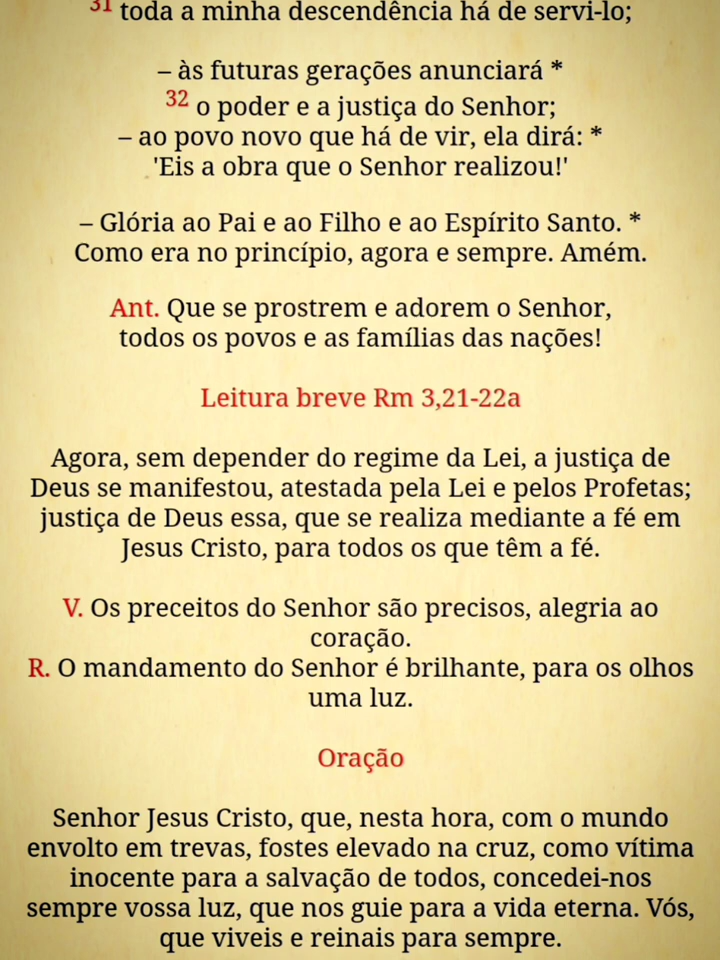 31 toda a minha descendência há de servi-lo;
– às futuras gerações anunciará *
32 o poder e a justiça do Senhor;
– ao povo novo que há de vir, ela dirá: *
'Eis a obra que o Senhor realizou!'
– Glória ao Pai e ao Filho e ao Espírito Santo. *
Como era no princípio, agora e sempre. Amém.
Ant. Que se prostrem e adorem o Senhor,
todos os povos e as famílias das nações!
Leitura breve Rm 3,21-22a
Agora, sem depender do regime da Lei, a justiça de
Deus se manifestou, atestada pela Lei e pelos Profetas;
justiça de Deus essa, que se realiza mediante a fé em
Jesus Cristo, para todos os que têm a fé.
V. Os preceitos do Senhor são precisos, alegria ao
coração.
R. O mandamento do Senhor é brilhante, para os olhos
uma luz.
Oração
Senhor Jesus Cristo, que, nesta hora, com o mundo
envolto em trevas, fostes elevado na cruz, como vítima
inocente para a salvação de todos, concedei-nos
sempre vossa luz, que nos guie para a vida eterna. Vós,
que viveis e reinais para sempre.